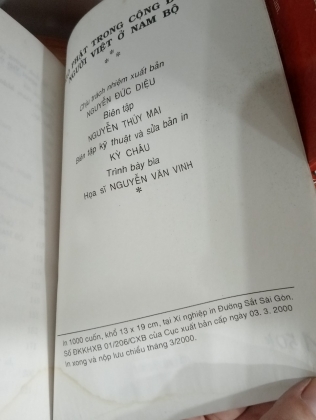 PHẬT TRONG CỘNG Đ
NGƯỜI VIỆT Ở NAM BỘ
* * *
Chịu trách nhiệm xuất bản
NGUYỄN ĐỨC DIỆU
Biên tập
NGUYỄN THÚY MAI
Biên tập kỹ thuật và sửa bản in
KỲ CHÂU
Trình bày bìa
Họa sĩ NGUYỄN VĂN VINH
*
In 1000 cuốn, khổ 13 x 19 cm, tại Xí nghiệp in Đường Sắt Sài Gòn.
Số ĐKKHXB 01/206/CXB của Cục xuất bản cấp ngày 03. 3. 2000
In xong và nộp lưu chiểu tháng 3/2000.